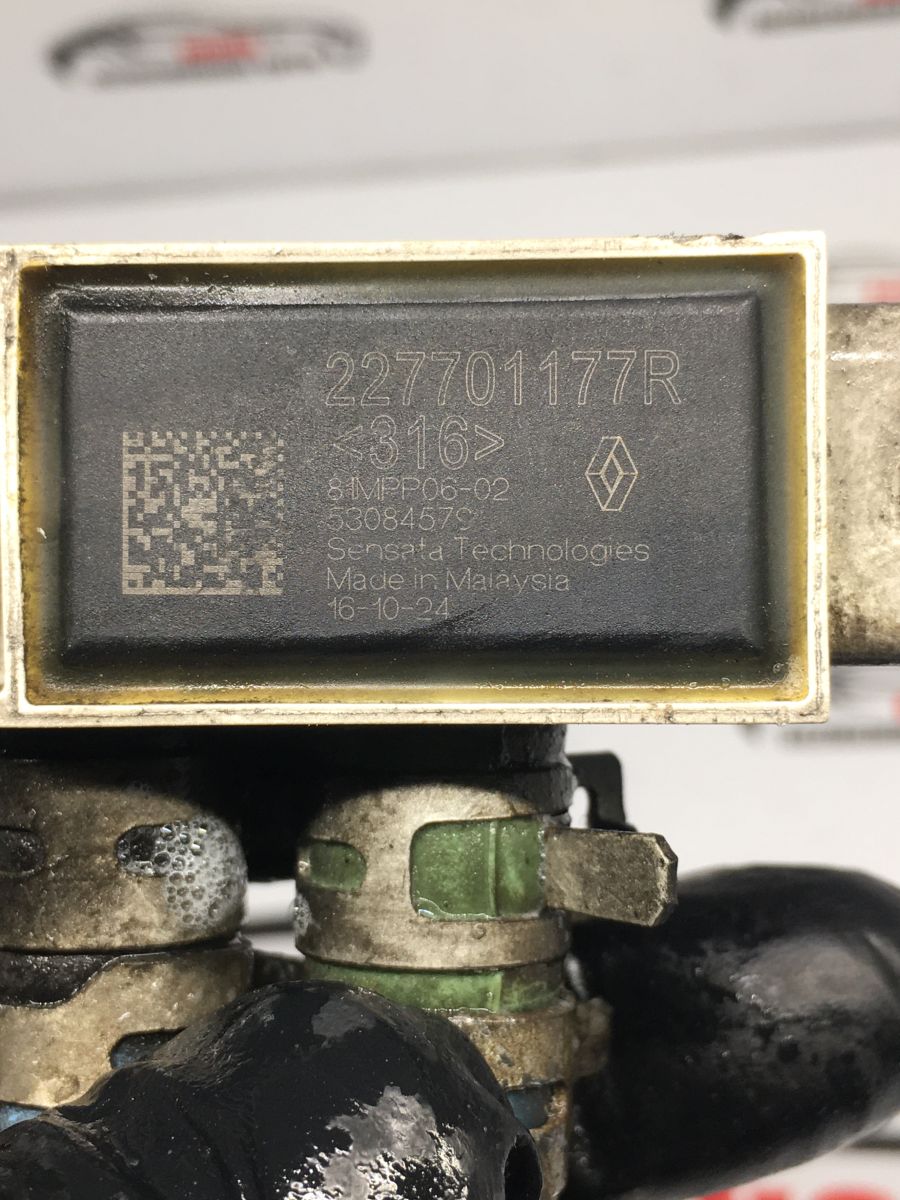 227701177R
<316>
81MPP06-02
53084579
Sensata Technologies
Made in Malaysia
16-10-24